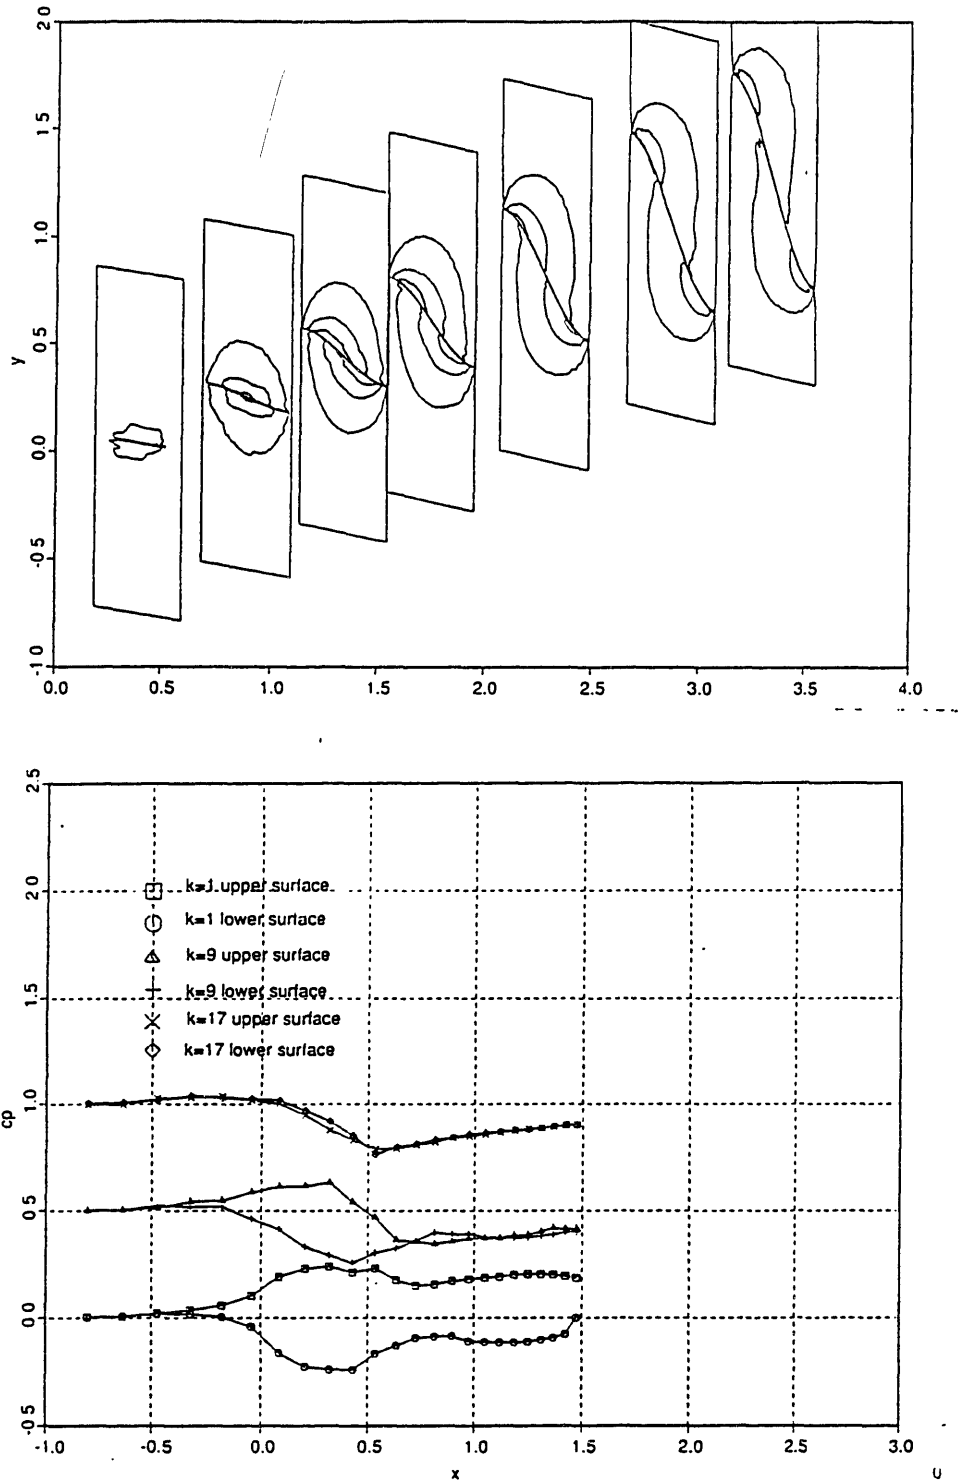 2 0
1.5
1.0
0.5
0.0
-0 5
-1 0
y
0.0 0.5 1.0 1.5 2.0 2.5 3.0 3.5 4.0
2.5
2 0
1.5
1.0
0 5
0.0
-0 5
cp
k=1 upper surface
k=1 lower surface
k=9 upper surface
k=9 lower surface
k=17 upper surface
k=17 lower surface
-1.0 -0.5 0.0 0.5 1.0 1.5 2.0 2.5 3.0
x